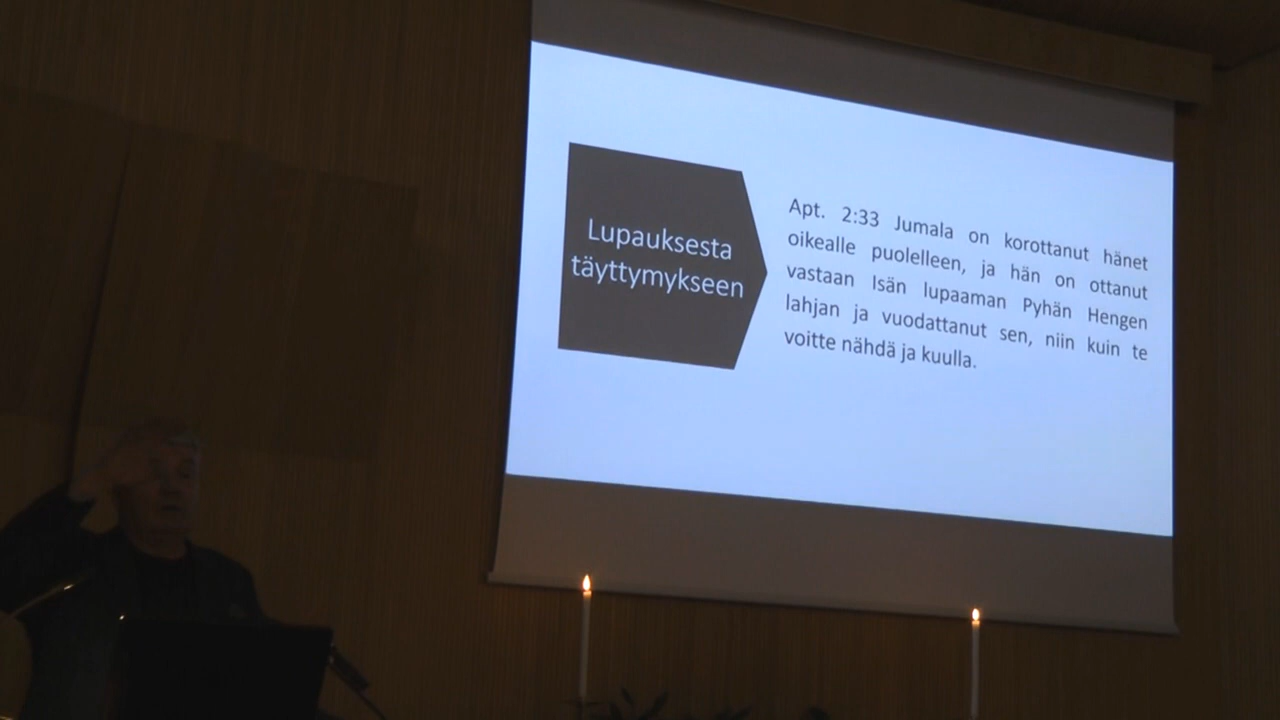 Lupauksesta
täyttymykseen
Apt. 2:33 Jumala on korottanut hänet
oikealle puolelleen, ja hän on ottanut
vastaan Isän lupaaman Pyhän Hengen
lahjan ja vuodattanut sen, niin kuin te
voitte nähdä ja kuulla.